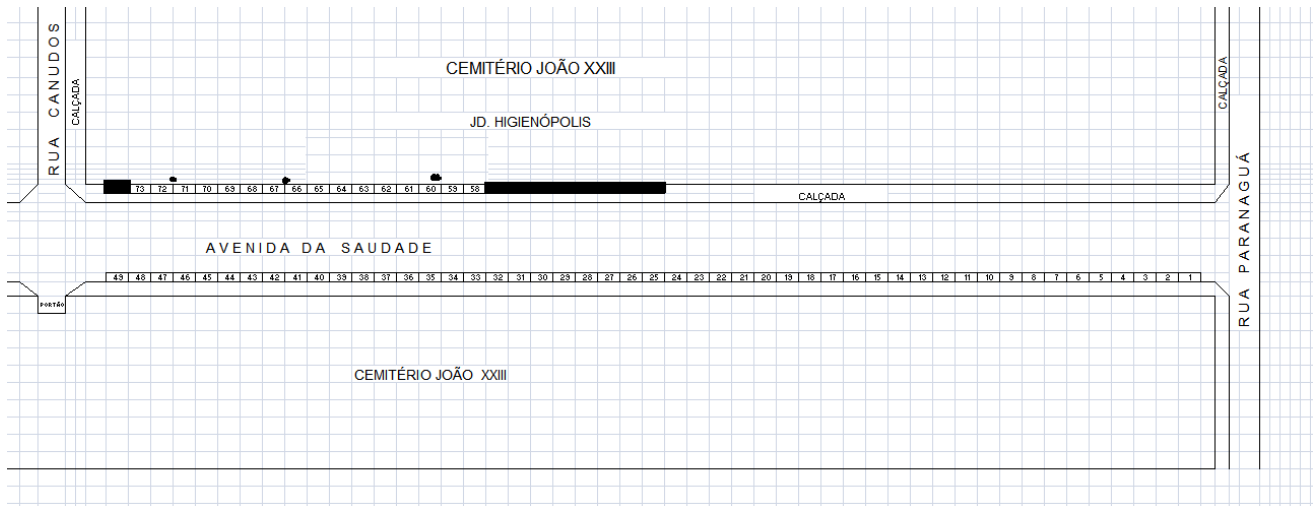 RUA CANUDOS
CALÇADA
CEMITÉRIO JOÃO XXIII
JD. HIGIENÓPOLIS
CALÇADA
RUA PARANAGUÁ
73 72 71 70 69 68 67 66 65 64 63 62 61 60 59 58
CALÇADA
AVENIDA DA SAUDADE
49 48 47 46 45 44 43 42 41 40 39 38 37 36 35 34 33 32 31 30 29 28 27 26 25 24 23 22 21 20 19 18 17 16 15 14 13 12 11 10 9 8 7 6 5 4 3 2 1
PORTÃO
CEMITÉRIO JOÃO XXIII